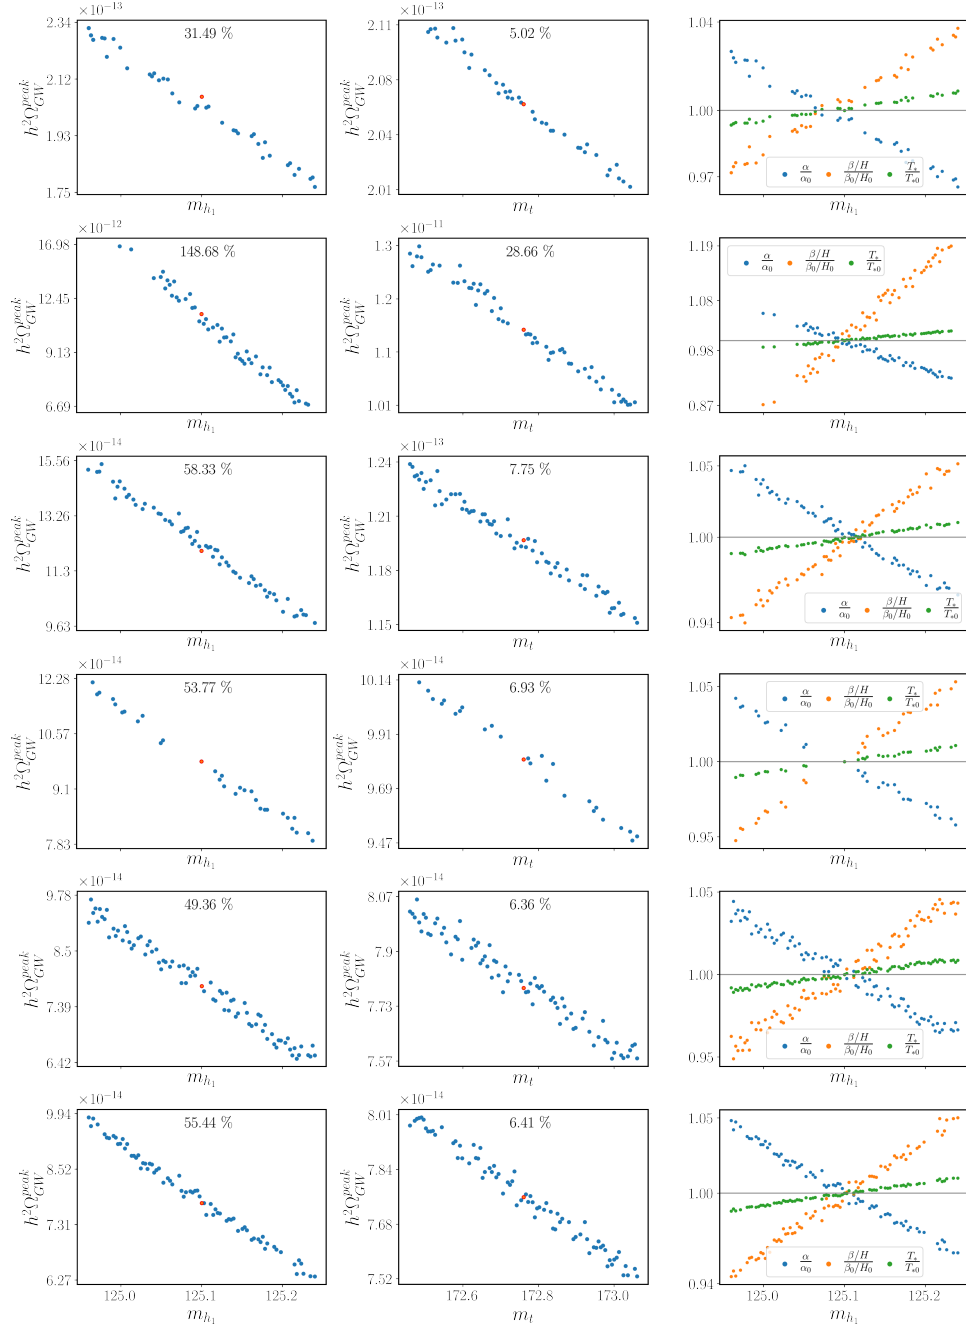 ×10⁻¹³
31.49 %
2.34
2.12
1.93
1.75
h²Ω_GW^peak
m_h₁
×10⁻¹³
5.02 %
2.11
2.08
2.04
2.01
h²Ω_GW^peak
m_t
1.04
1.00
0.97
α/α₀ β/H / β₀/H₀ T_*/T_*0
m_h₁
×10⁻¹²
148.68 %
16.98
12.45
9.13
6.69
h²Ω_GW^peak
m_h₁
×10⁻¹¹
28.66 %
1.3
1.2
1.1
1.01
h²Ω_GW^peak
m_t
1.19
1.08
0.98
0.87
α/α₀ β/H / β₀/H₀ T_*/T_*0
m_h₁
×10⁻¹⁴
58.33 %
15.56
13.26
11.3
9.63
h²Ω_GW^peak
m_h₁
×10⁻¹³
7.75 %
1.24
1.21
1.18
1.15
h²Ω_GW^peak
m_t
1.05
1.00
0.94
α/α₀ β/H / β₀/H₀ T_*/T_*0
m_h₁
×10⁻¹⁴
53.77 %
12.28
10.57
9.1
7.83
h²Ω_GW^peak
m_h₁
×10⁻¹⁴
6.93 %
10.14
9.91
9.69
9.47
h²Ω_GW^peak
m_t
1.05
1.00
0.95
α/α₀ β/H / β₀/H₀ T_*/T_*0
m_h₁
×10⁻¹⁴
49.36 %
9.78
8.5
7.39
6.42
h²Ω_GW^peak
m_h₁
×10⁻¹⁴
6.36 %
8.07
7.9
7.73
7.57
h²Ω_GW^peak
m_t
1.05
1.00
0.95
α/α₀ β/H / β₀/H₀ T_*/T_*0
m_h₁
×10⁻¹⁴
55.44 %
9.94
8.52
7.31
6.27
h²Ω_GW^peak
125.0 125.1 125.2
m_h₁
×10⁻¹⁴
6.41 %
8.01
7.84
7.68
7.52
h²Ω_GW^peak
172.6 172.8 173.0
m_t
1.05
1.00
0.94
α/α₀ β/H / β₀/H₀ T_*/T_*0
125.0 125.1 125.2
m_h₁